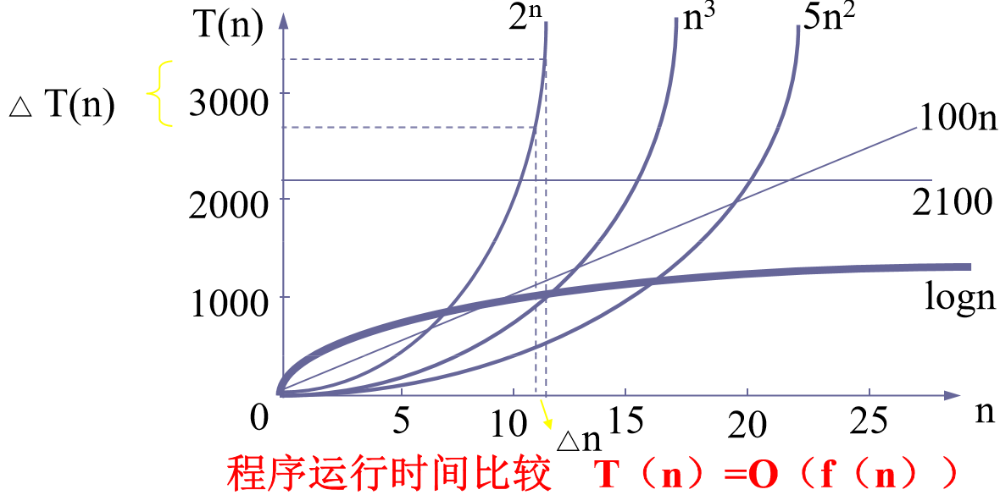 T(n) 2ⁿ n³ 5n²
△ T(n)
3000
100n
2000
2100
1000
logn
0 5 10 15 20 25 n
△n
程序运行时间比较 T（n）=O（f（n））